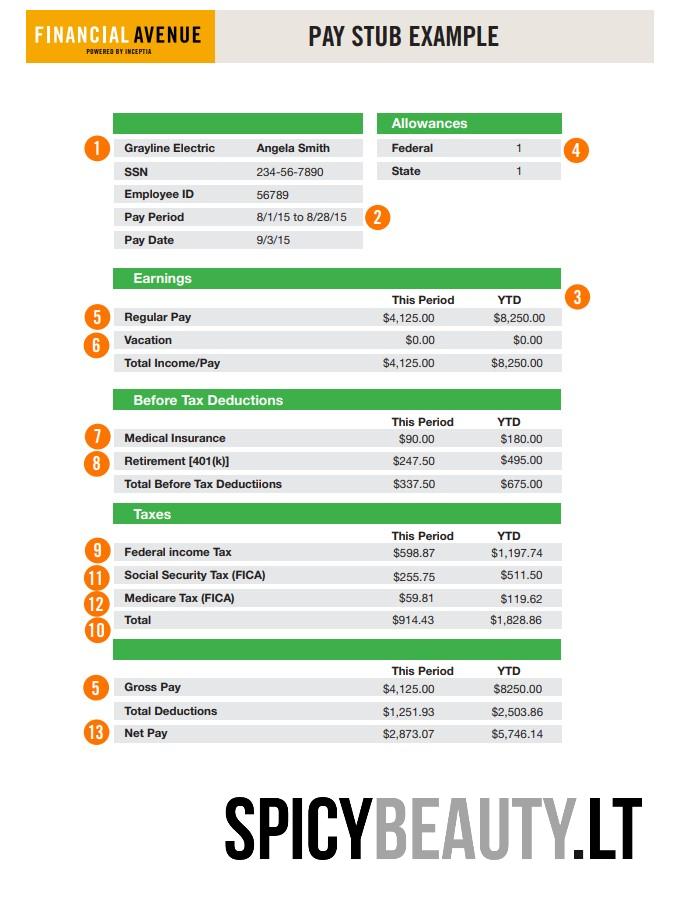 FINANCIAL AVENUE
POWERED BY INCEPTIA
PAY STUB EXAMPLE
1 Grayline Electric Angela Smith
SSN 234-56-7890
Employee ID 56789
Pay Period 8/1/15 to 8/28/15 2
Pay Date 9/3/15
Allowances
Federal 1 4
State 1
Earnings
This Period YTD 3
5 Regular Pay $4,125.00 $8,250.00
6 Vacation $0.00 $0.00
Total Income/Pay $4,125.00 $8,250.00
Before Tax Deductions
This Period YTD
7 Medical Insurance $90.00 $180.00
8 Retirement [401(k)] $247.50 $495.00
Total Before Tax Deductiions $337.50 $675.00
Taxes
This Period YTD
9 Federal income Tax $598.87 $1,197.74
11 Social Security Tax (FICA) $255.75 $511.50
12 Medicare Tax (FICA) $59.81 $119.62
10 Total $914.43 $1,828.86
This Period YTD
5 Gross Pay $4,125.00 $8250.00
Total Deductions $1,251.93 $2,503.86
13 Net Pay $2,873.07 $5,746.14
SPICYBEAUTY.LT